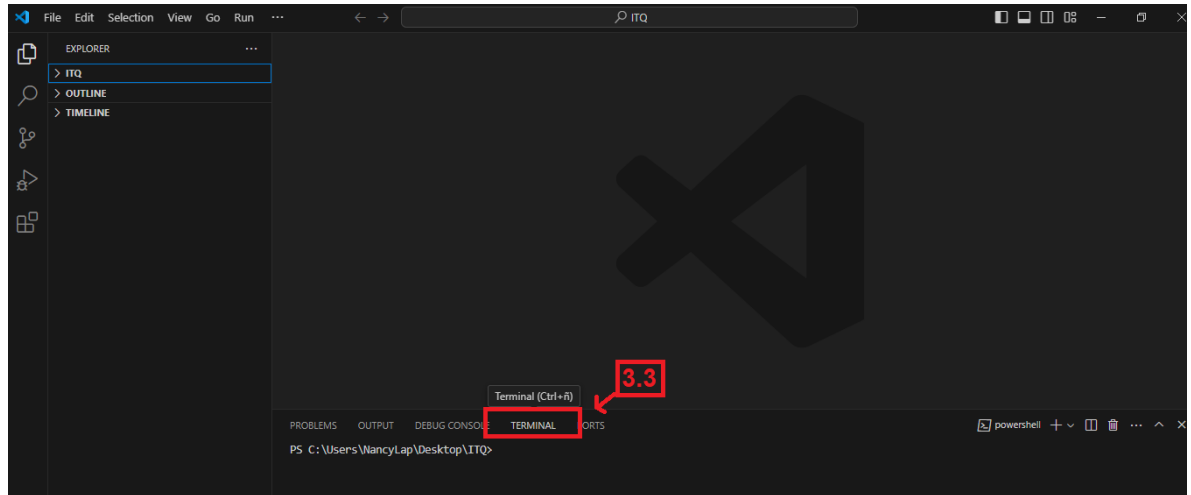 File Edit Selection View Go Run ...
ITQ
EXPLORER ...
> ITQ
> OUTLINE
> TIMELINE
3.3
Terminal (Ctrl+ñ)
PROBLEMS OUTPUT DEBUG CONSOLE TERMINAL PORTS
powershell
PS C:\Users\NancyLap\Desktop\ITQ>